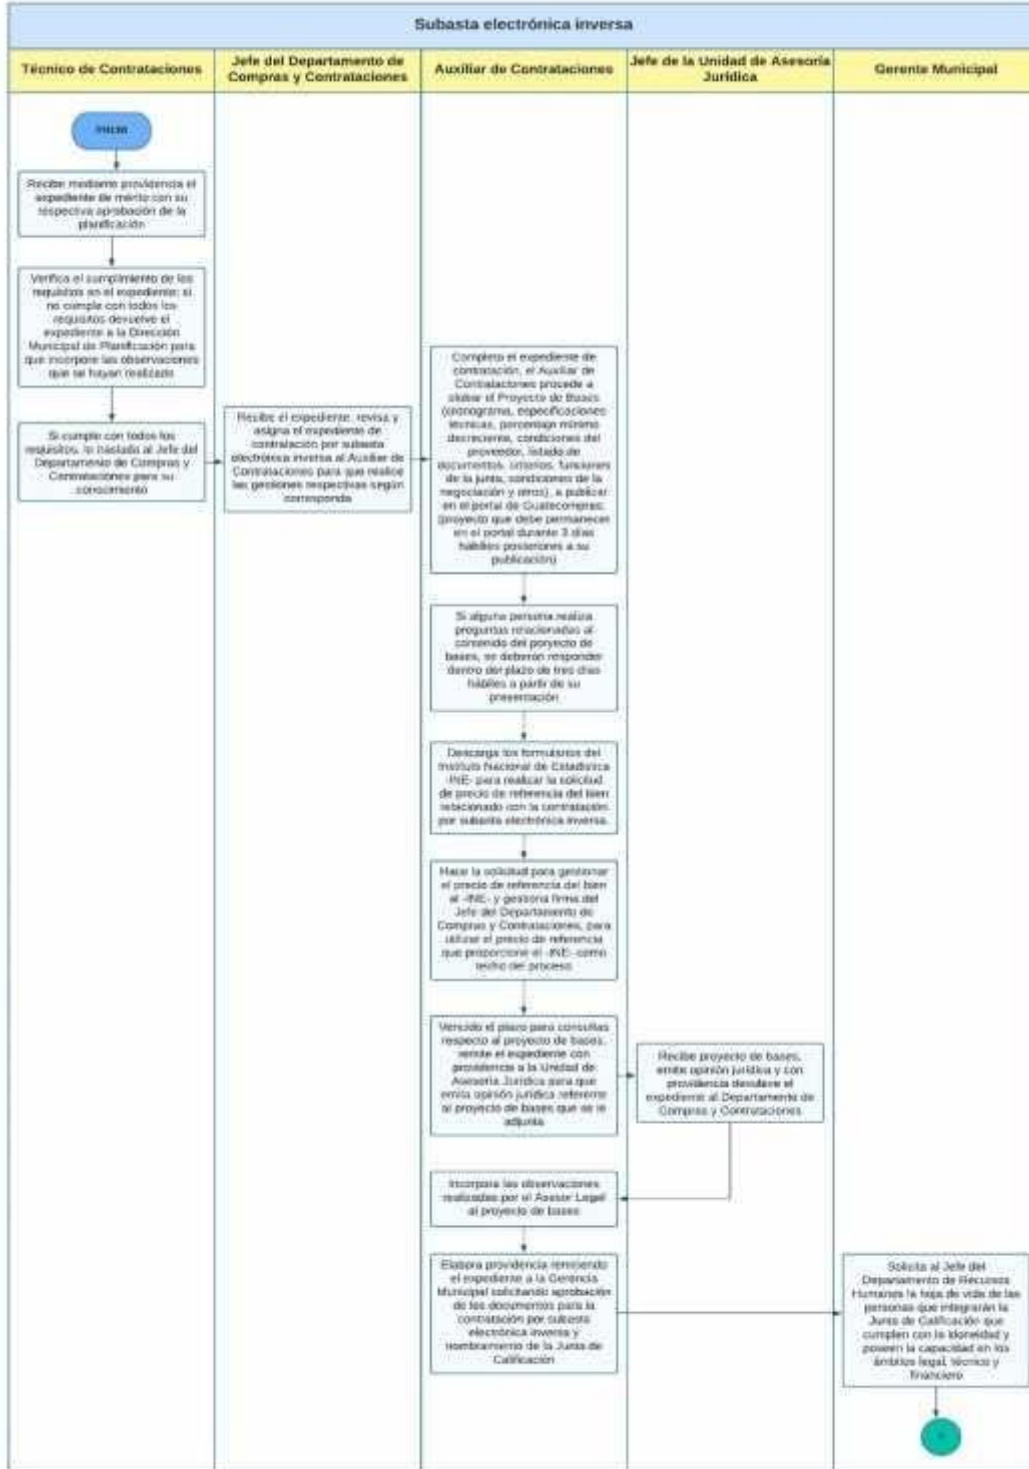 Subasta electrónica inversa
Técnico de Contrataciones
Jefe del Departamento de
Compras y Contrataciones
Auxiliar de Contrataciones
Jefe de la Unidad de Asesoría
Jurídica
Gerente Municipal
Inicio
Recibe mediante providencia el
expediente de mérito con su
respectiva aprobación de la
planificación
Verifica el cumplimiento de los
requisitos en el expediente; si
no cumple con todos los
requisitos devuelve el
expediente a la Dirección
Municipal de Planificación para
que incorpore las observaciones
que se hayan realizado
Si cumple con todos los
requisitos, lo traslada al Jefe del
Departamento de Compras y
Contrataciones para su
conocimiento
Recibe el expediente, revisa y
asigna el expediente de
contratación por subasta
electrónica inversa al Auxiliar de
Contrataciones para que realice
las gestiones respectivas según
corresponda
Completo el expediente de
contratación, el Auxiliar de
Contrataciones procede a
elaborar el Proyecto de Bases
(cronograma, especificaciones
técnicas, porcentaje mínimo
decreciente, condiciones del
proveedor, listado de
documentos, criterios, funciones
de la junta, condiciones de la
negociación y otros), a publicar
en el portal de Guatecompras;
(proyecto que debe permanecer
en el portal durante 3 días
hábiles posteriores a su
publicación)
Si alguna persona realiza
preguntas relacionadas al
contenido del poryecto de
bases, se deberán responder
dentro del plazo de tres días
hábiles a partir de su
presentación
Descarga los formularios del
Instituto Nacional de Estadística
-INE- para realizar la solicitud
de precio de referencia del bien
relacionado con la contratación
por subasta electrónica inversa.
Hace la solicitud para gestionar
el precio de referencia del bien
al -INE- y gestiona firma del
Jefe del Departamento de
Compras y Contrataciones, para
utilizar el precio de referencia
que proporcione el -INE- como
techo del proceso
Vencido el plazo para consultas
respecto al proyecto de bases,
remite el expediente con
providencia a la Unidad de
Asesoría Jurídica para que
emita opinión jurídica referente
al proyecto de bases que se le
adjunta
Recibe proyecto de bases,
emite opinión jurídica y con
providencia devuleve el
expediente al Departamento de
Compras y Contrataciones
Incorpora las observaciones
realizadas por el Asesor Legal
al proyecto de bases
Elabora providencia remitiendo
el expediente a la Gerencia
Municipal solicitando aprobación
de los documentos para la
contratación por subasta
electrónica inversa y
nombramiento de la Junta de
Calificación
Solicita al Jefe del
Departamento de Recursos
Humanos la hoja de vida de las
personas que integrarán la
Junta de Calificación que
cumplen con la idoneidad y
poseen la capacidad en los
ámbitos legal, técnico y
financiero